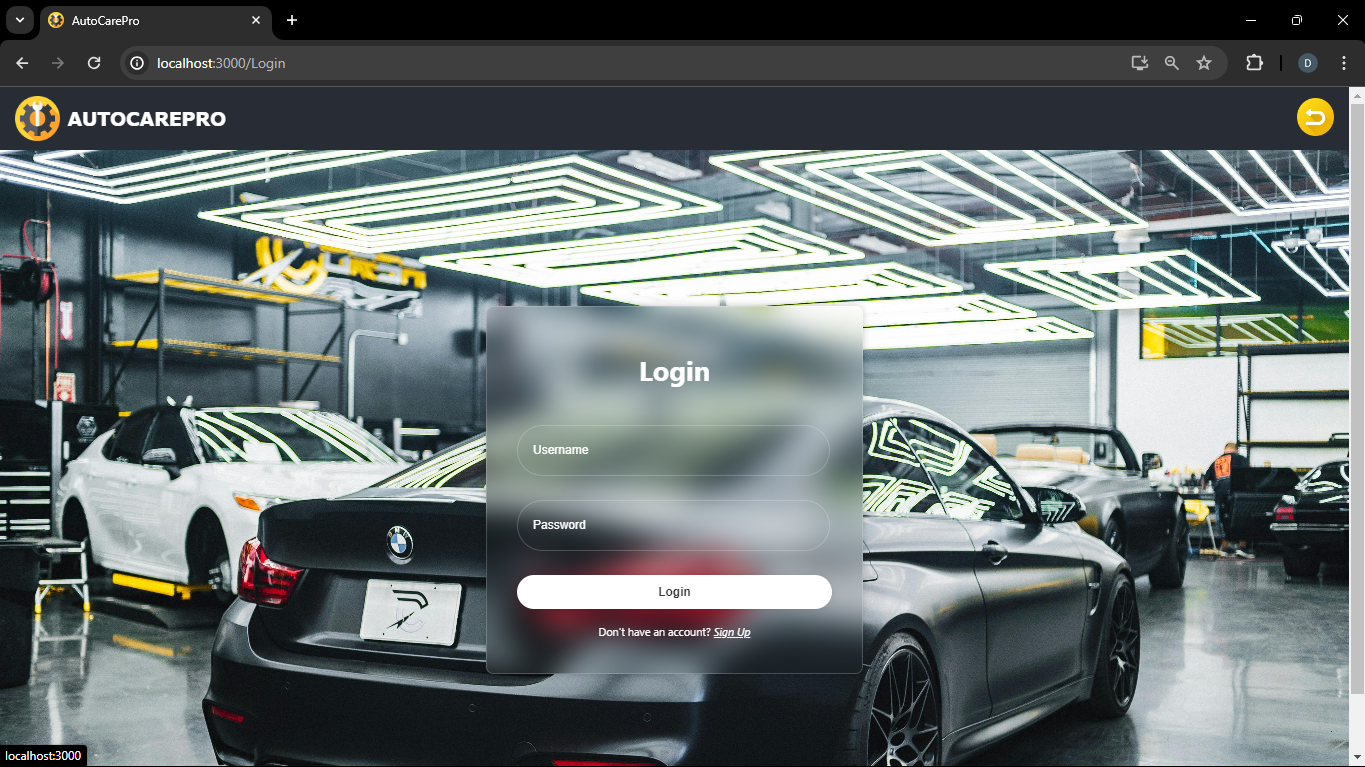 AutoCarePro
localhost:3000/Login
D
AUTOCAREPRO
Login
Username
Password
Login
Don't have an account? Sign Up
localhost:3000